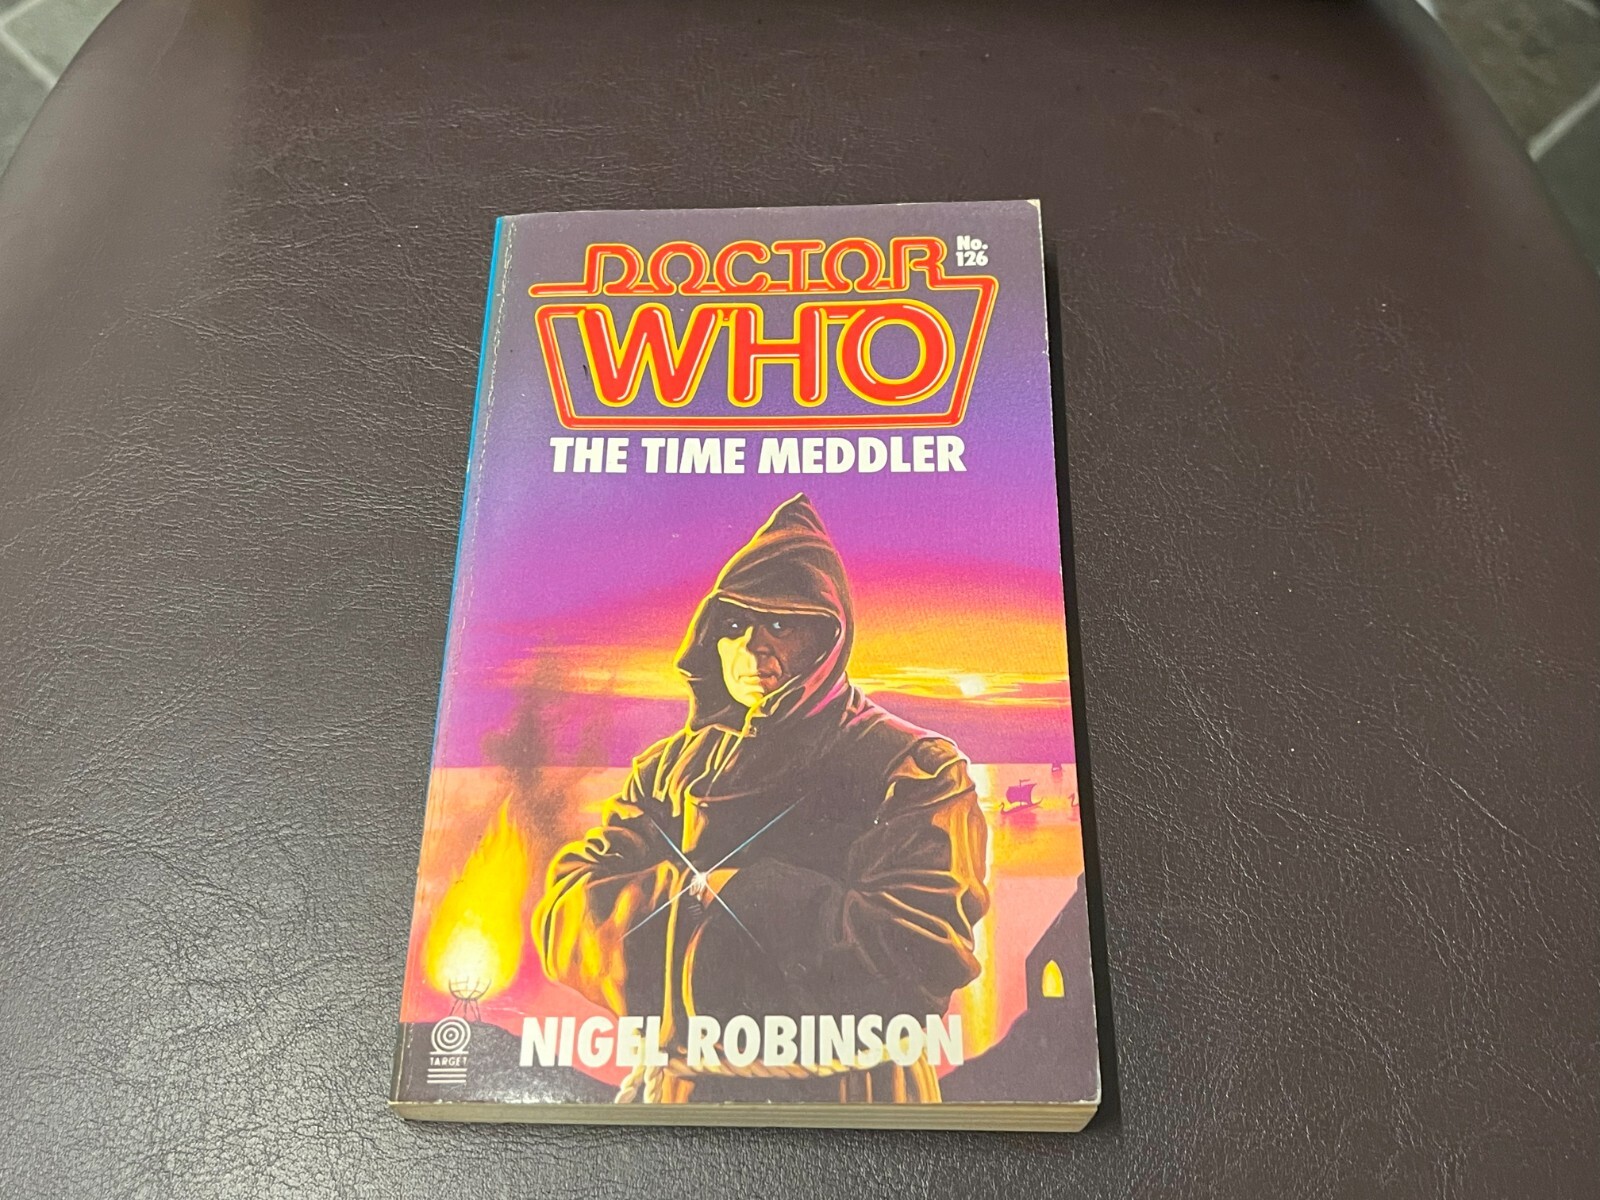 DOCTOR
No.
126
WHO
THE TIME MEDDLER
NIGEL ROBINSON
TARGET